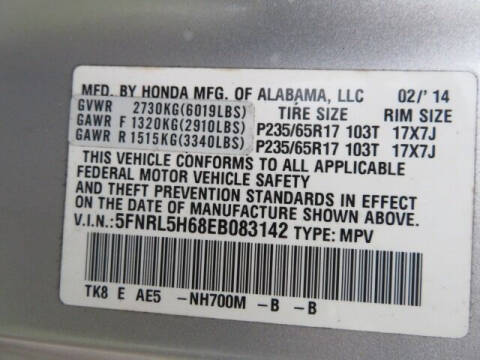 MFD. BY HONDA MFG. OF ALABAMA, LLC 02/' 14
GVWR 2730KG(6019LBS) TIRE SIZE RIM SIZE
GAWR F 1320KG(2910LBS) P235/65R17 103T 17X7J
GAWR R 1515KG(3340LBS) P235/65R17 103T 17X7J
THIS VEHICLE CONFORMS TO ALL APPLICABLE
FEDERAL MOTOR VEHICLE SAFETY
AND THEFT PREVENTION STANDARDS IN EFFECT
ON THE DATE OF MANUFACTURE SHOWN ABOVE.
V.I.N.:5FNRL5H68EB083142 TYPE: MPV
TK8 E AE5 -NH700M -B -B